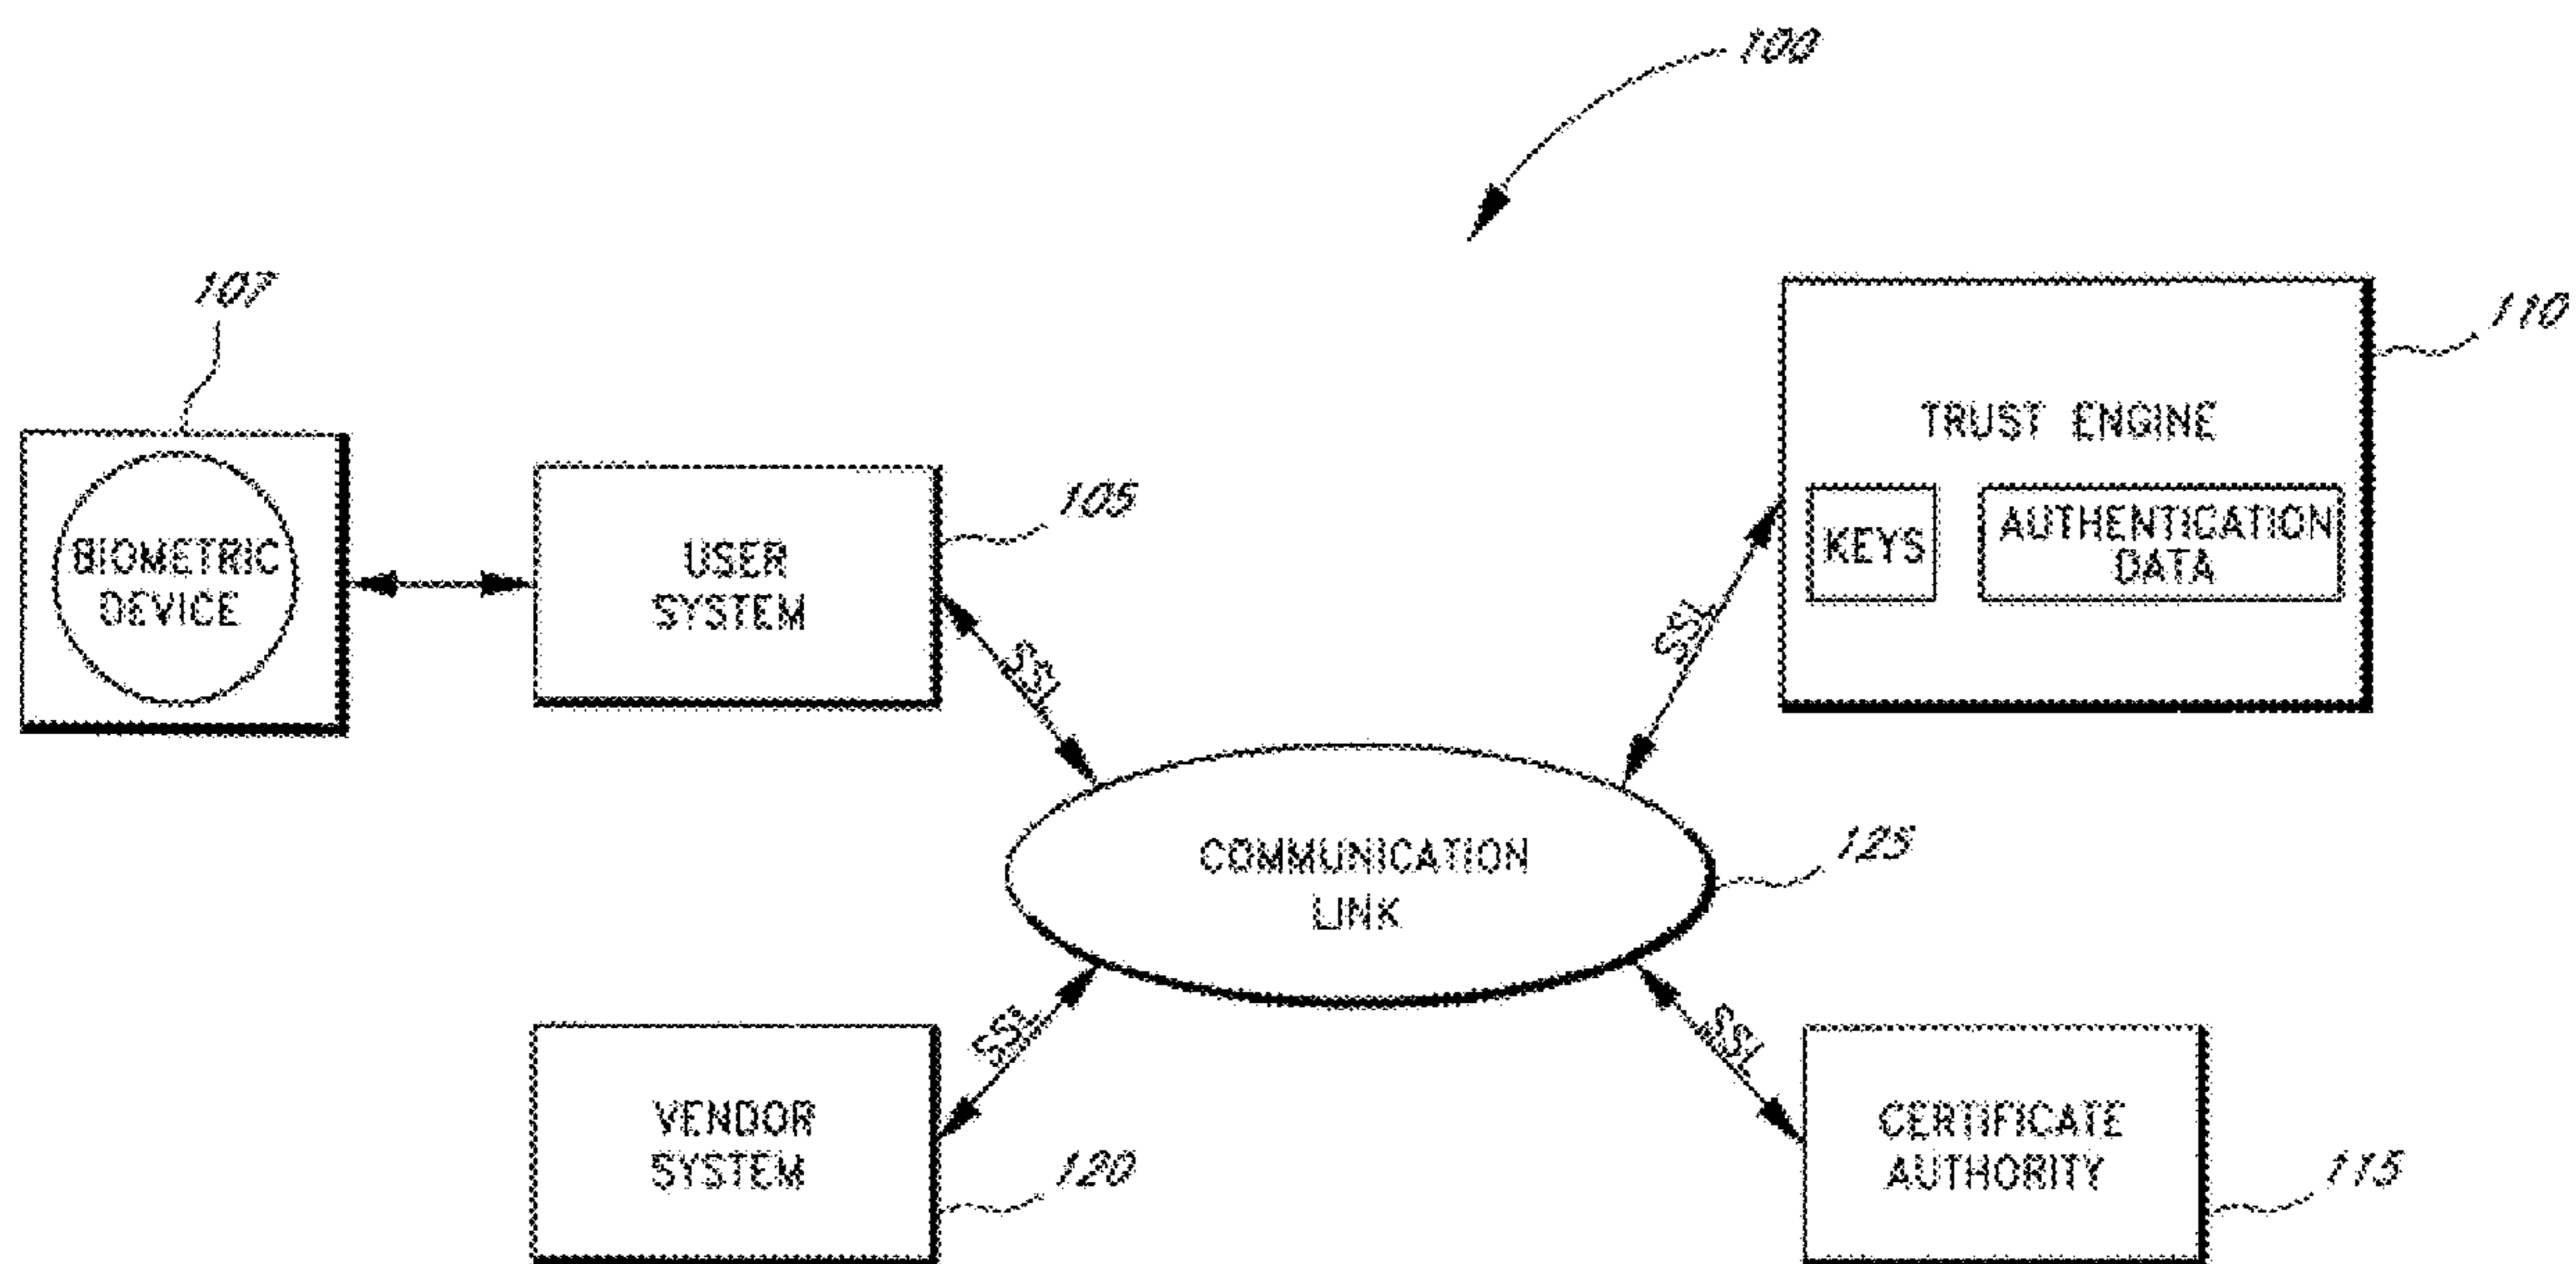 100
107
110
TRUST ENGINE
105
KEYS
AUTHENTICATION
DATA
BIOMETRIC
DEVICE
USER
SYSTEM
SSL
SSL
125
COMMUNICATION
LINK
SSL
SSL
VENDOR
SYSTEM
120
CERTIFICATE
AUTHORITY
115